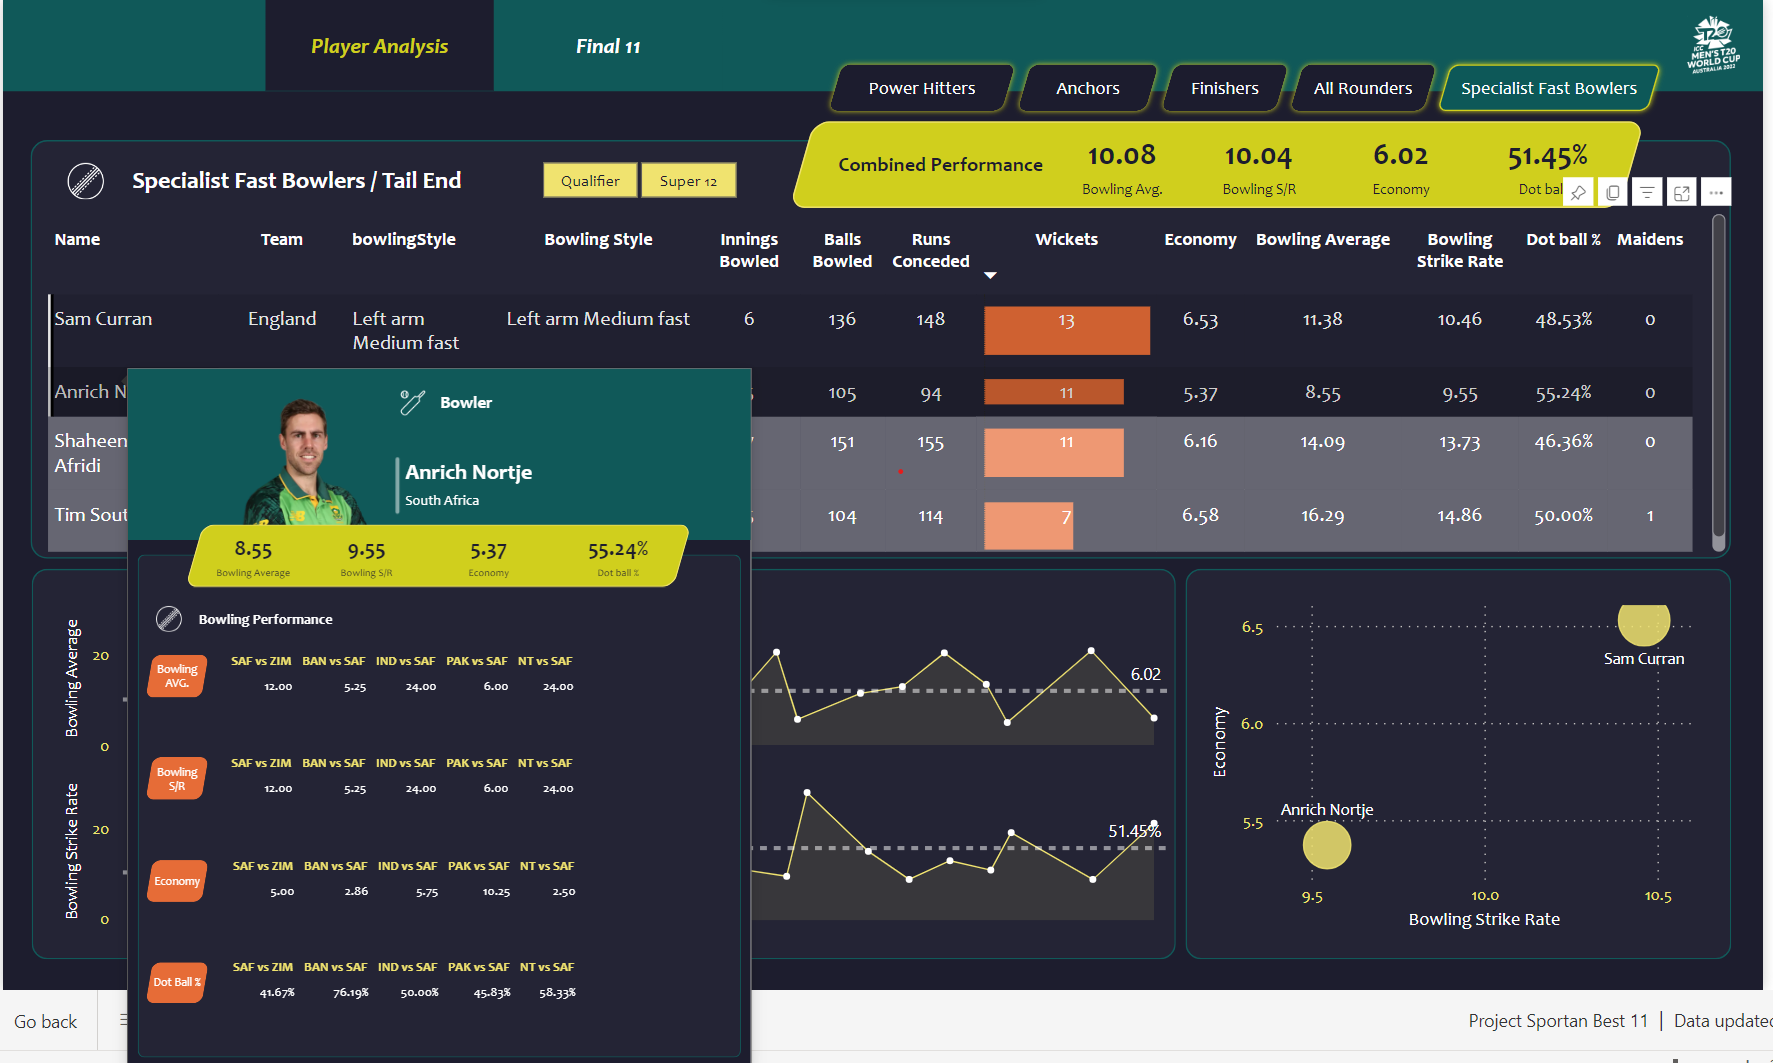 Player Analysis
Final 11
ICC
MEN'S T20
WORLD CUP
AUSTRALIA 2022
Power Hitters
Anchors
Finishers
All Rounders
Specialist Fast Bowlers
Specialist Fast Bowlers / Tail End
Qualifier
Super 12
Combined Performance
10.08
Bowling Avg.
10.04
Bowling S/R
6.02
Economy
51.45%
Dot bal
Name Team bowlingStyle Bowling Style Innings Bowled Balls Bowled Runs Conceded Wickets Economy Bowling Average Bowling Strike Rate Dot ball % Maidens
Sam Curran England Left arm Medium fast Left arm Medium fast 6 136 148 13 6.53 11.38 10.46 48.53% 0
Anrich N 105 94 11 5.37 8.55 9.55 55.24% 0
Shaheen Afridi 151 155 11 6.16 14.09 13.73 46.36% 0
Tim Sout 104 114 7 6.58 16.29 14.86 50.00% 1
Bowler
Anrich Nortje
South Africa
8.55
Bowling Average
9.55
Bowling S/R
5.37
Economy
55.24%
Dot ball %
Bowling Performance
Bowling AVG.
SAF vs ZIM BAN vs SAF IND vs SAF PAK vs SAF NT vs SAF
12.00 5.25 24.00 6.00 24.00
Bowling S/R
SAF vs ZIM BAN vs SAF IND vs SAF PAK vs SAF NT vs SAF
12.00 5.25 24.00 6.00 24.00
Economy
SAF vs ZIM BAN vs SAF IND vs SAF PAK vs SAF NT vs SAF
5.00 2.86 5.75 10.25 2.50
Dot Ball %
SAF vs ZIM BAN vs SAF IND vs SAF PAK vs SAF NT vs SAF
41.67% 76.19% 50.00% 45.83% 58.33%
Bowling Average
20
0
Bowling Strike Rate
20
0
6.02
51.45%
Economy
6.5
6.0
5.5
Sam Curran
Anrich Nortje
9.5 10.0 10.5
Bowling Strike Rate
Go back
Project Sportan Best 11 | Data updated